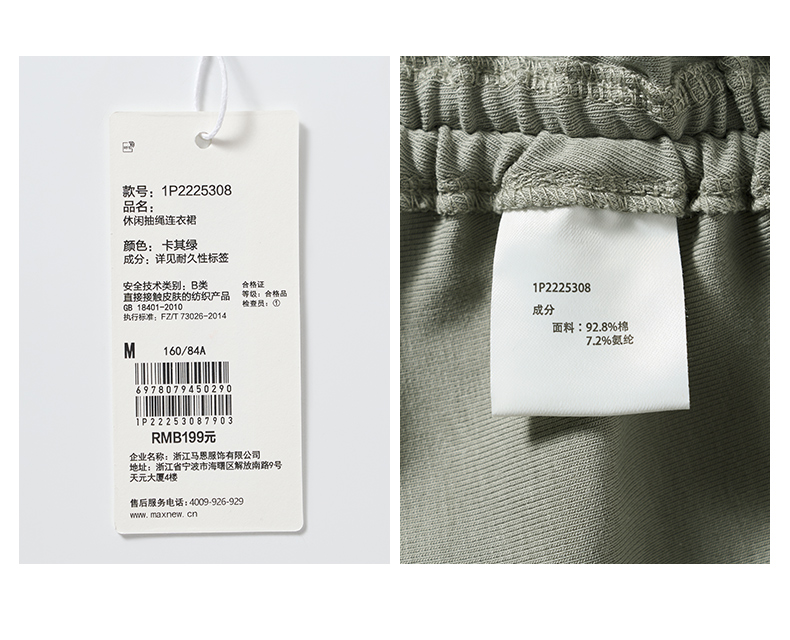 款号：1P2225308
品名：
休闲抽绳连衣裙
颜色：卡其绿
成分：详见耐久性标签
安全技术类别：B类
直接接触皮肤的纺织产品
GB 18401-2010
执行标准：FZ/T 73026-2014
合格证
等级：合格品
检查员：①
M 160/84A
6978079450290
1P22253087903
RMB199元
企业名称：浙江马恩服饰有限公司
地址：浙江省宁波市海曙区解放南路9号
天元大厦4楼
售后服务电话：4009-926-929
www.maxnew.cn
1P2225308
成分
面料：92.8%棉
7.2%氨纶